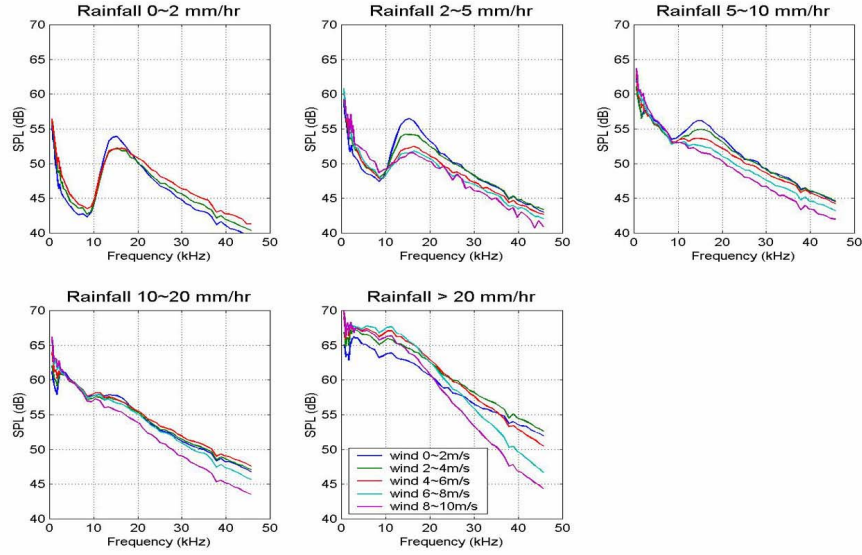 Rainfall 0~2 mm/hr
70
65
60
55
50
45
40
SPL (dB)
0 10 20 30 40 50
Frequency (kHz)
Rainfall 2~5 mm/hr
70
65
60
55
50
45
40
SPL (dB)
0 10 20 30 40 50
Frequency (kHz)
Rainfall 5~10 mm/hr
70
65
60
55
50
45
40
SPL (dB)
0 10 20 30 40 50
Frequency (kHz)
Rainfall 10~20 mm/hr
70
65
60
55
50
45
40
SPL (dB)
0 10 20 30 40 50
Frequency (kHz)
Rainfall > 20 mm/hr
70
65
60
55
50
45
40
SPL (dB)
wind 0~2m/s
wind 2~4m/s
wind 4~6m/s
wind 6~8m/s
wind 8~10m/s
0 10 20 30 40 50
Frequency (kHz)